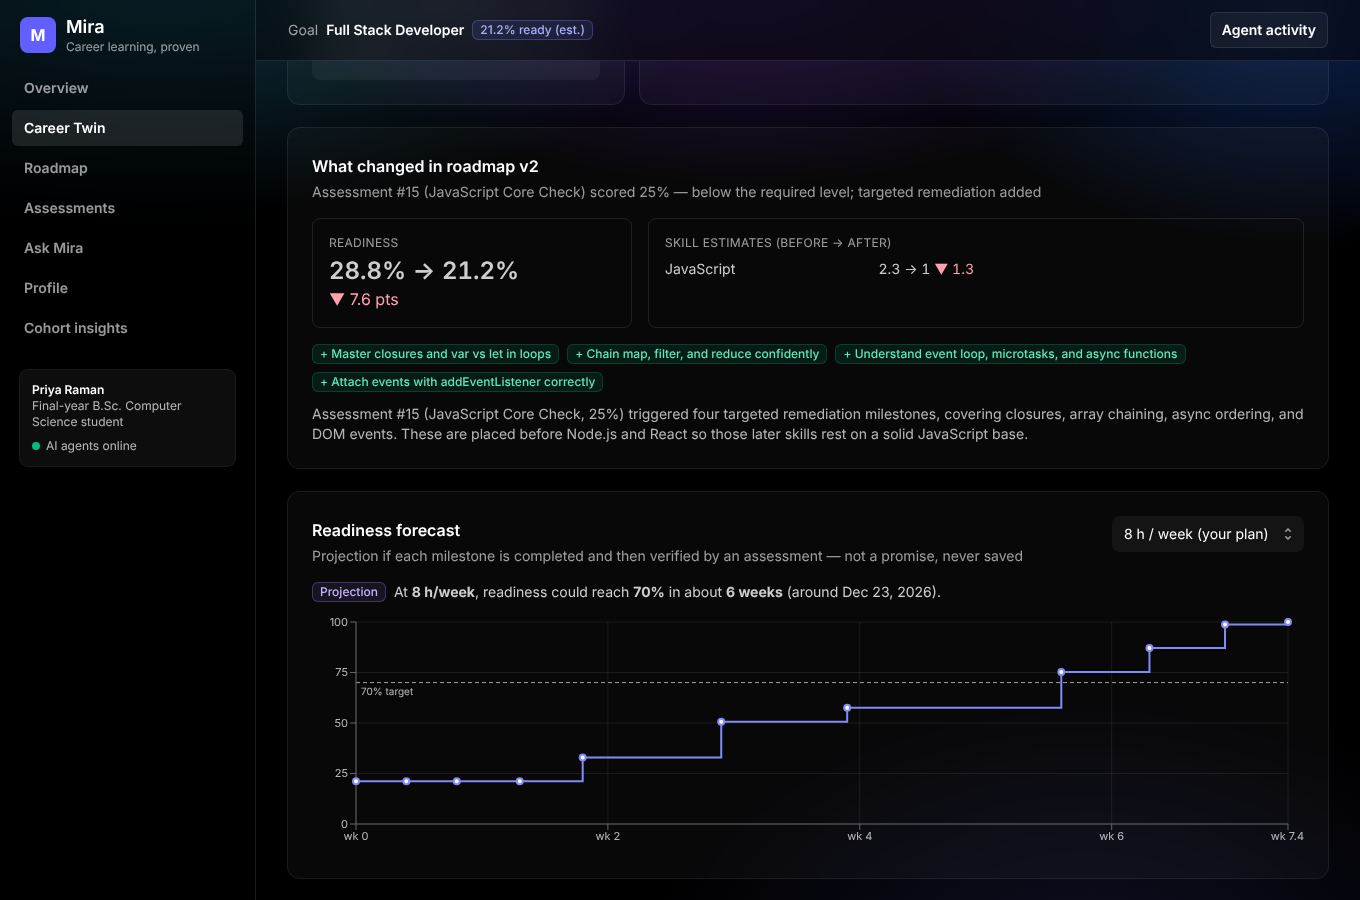 M
Mira
Career learning, proven
Overview
Career Twin
Roadmap
Assessments
Ask Mira
Profile
Cohort insights
Priya Raman
Final-year B.Sc. Computer
Science student
AI agents online
Goal Full Stack Developer 21.2% ready (est.)
Agent activity
What changed in roadmap v2
Assessment #15 (JavaScript Core Check) scored 25% — below the required level; targeted remediation added
READINESS
28.8% → 21.2%
▼ 7.6 pts
SKILL ESTIMATES (BEFORE → AFTER)
JavaScript 2.3 → 1 ▼ 1.3
+ Master closures and var vs let in loops
+ Chain map, filter, and reduce confidently
+ Understand event loop, microtasks, and async functions
+ Attach events with addEventListener correctly
Assessment #15 (JavaScript Core Check, 25%) triggered four targeted remediation milestones, covering closures, array chaining, async ordering, and
DOM events. These are placed before Node.js and React so those later skills rest on a solid JavaScript base.
Readiness forecast
Projection if each milestone is completed and then verified by an assessment — not a promise, never saved
8 h / week (your plan)
Projection At 8 h/week, readiness could reach 70% in about 6 weeks (around Dec 23, 2026).
100
75
70% target
50
25
0
wk 0 wk 2 wk 4 wk 6 wk 7.4